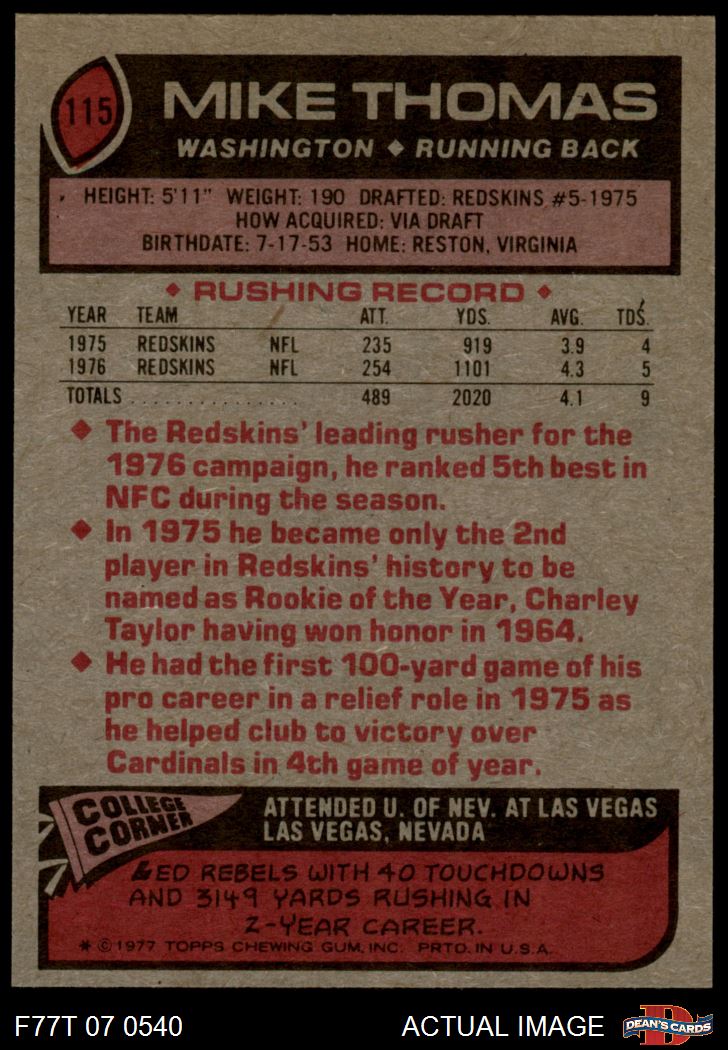 115
MIKE THOMAS
WASHINGTON ◆ RUNNING BACK
HEIGHT: 5'11" WEIGHT: 190 DRAFTED: REDSKINS #5-1975
HOW ACQUIRED: VIA DRAFT
BIRTHDATE: 7-17-53 HOME: RESTON, VIRGINIA
◆ RUSHING RECORD ◆
YEAR TEAM ATT. YDS. AVG. TDS.
1975 REDSKINS NFL 235 919 3.9 4
1976 REDSKINS NFL 254 1101 4.3 5
TOTALS ................ 489 2020 4.1 9
◆ The Redskins' leading rusher for the
1976 campaign, he ranked 5th best in
NFC during the season.
◆ In 1975 he became only the 2nd
player in Redskins' history to be
named as Rookie of the Year, Charley
Taylor having won honor in 1964.
◆ He had the first 100-yard game of his
pro career in a relief role in 1975 as
he helped club to victory over
Cardinals in 4th game of year.
COLLEGE
CORNER
ATTENDED U. OF NEV. AT LAS VEGAS
LAS VEGAS, NEVADA
LED REBELS WITH 40 TOUCHDOWNS
AND 3149 YARDS RUSHING IN
2-YEAR CAREER.
* © 1977 TOPPS CHEWING GUM, INC. PRTD. IN U.S.A.
F77T 07 0540
ACTUAL IMAGE
D
DEAN'S CARDS